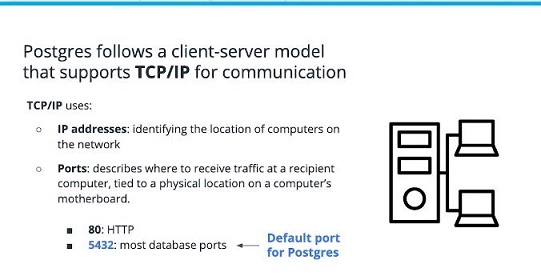 Postgres follows a client-server model
that supports TCP/IP for communication
TCP/IP uses:
○ IP addresses: identifying the location of computers on
the network
○ Ports: describes where to receive traffic at a recipient
computer, tied to a physical location on a computer's
motherboard.
■ 80: HTTP
■ 5432: most database ports
Default port
for Postgres